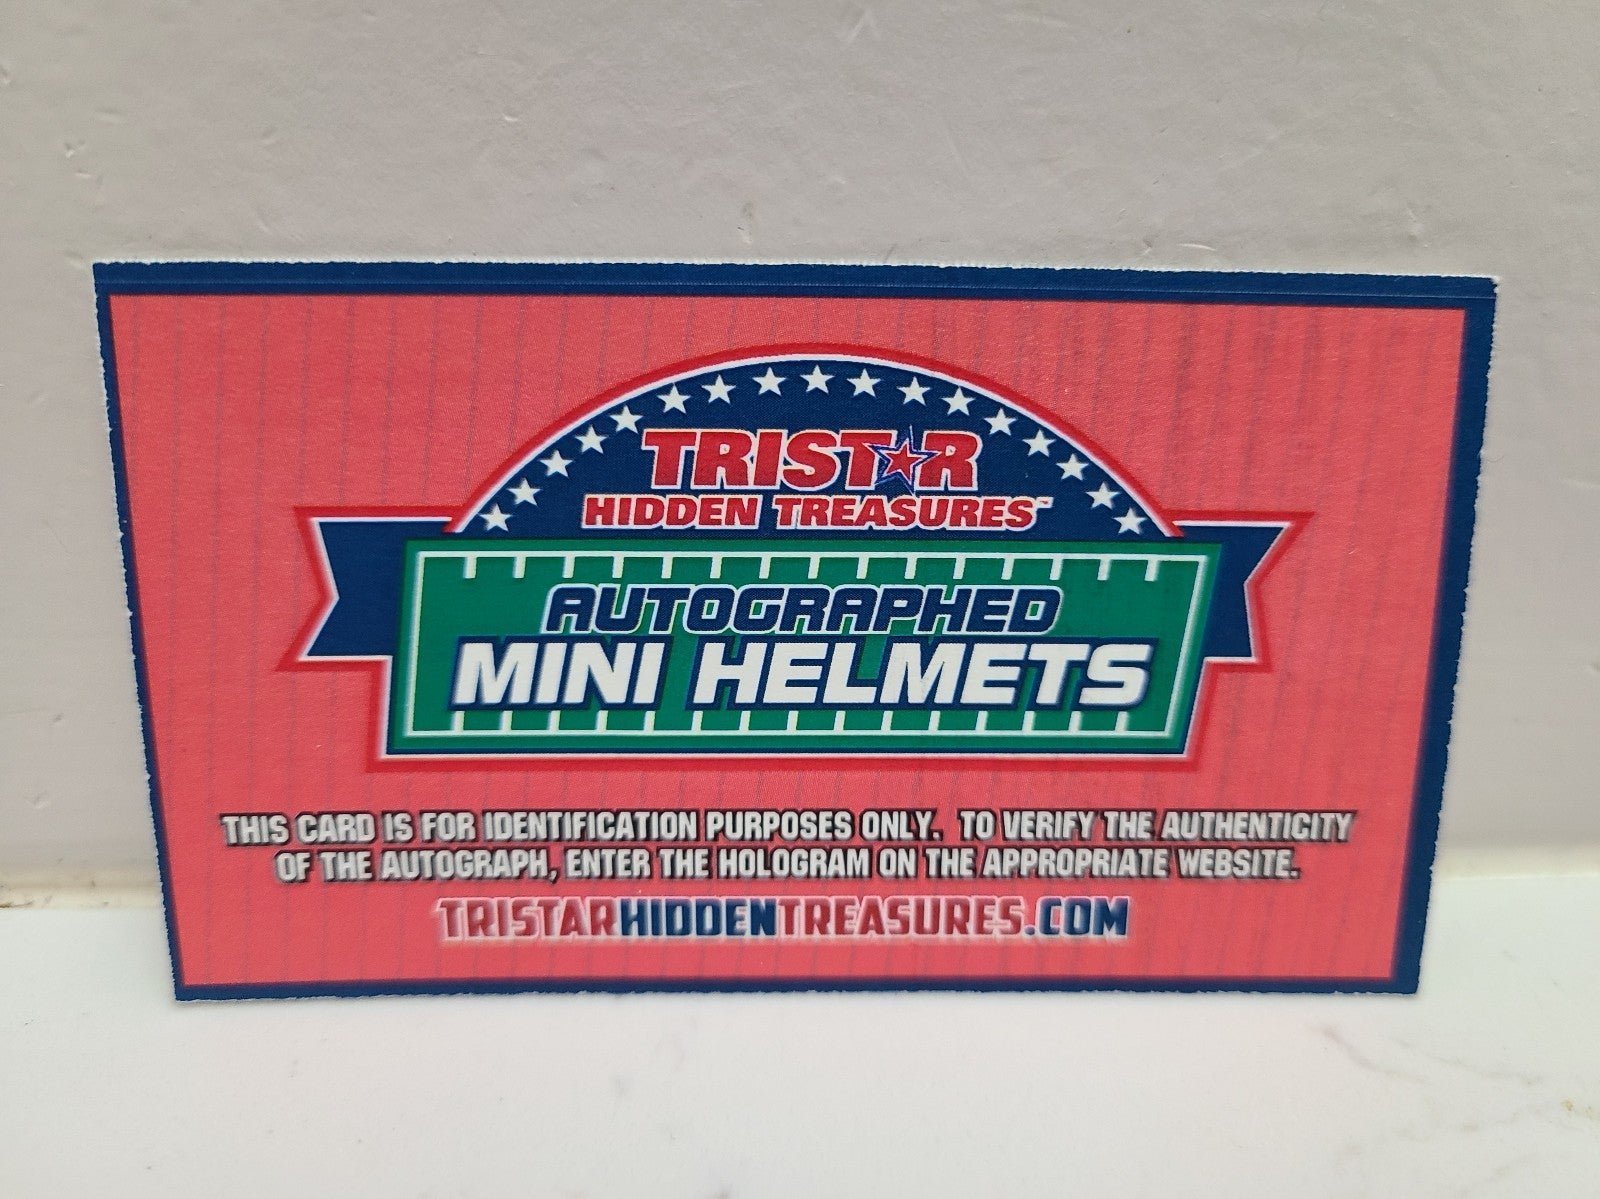 TRISTAR
HIDDEN TREASURES™
AUTOGRAPHED
MINI HELMETS
THIS CARD IS FOR IDENTIFICATION PURPOSES ONLY. TO VERIFY THE AUTHENTICITY
OF THE AUTOGRAPH, ENTER THE HOLOGRAM ON THE APPROPRIATE WEBSITE.
TRISTARHIDDENTREASURES.COM